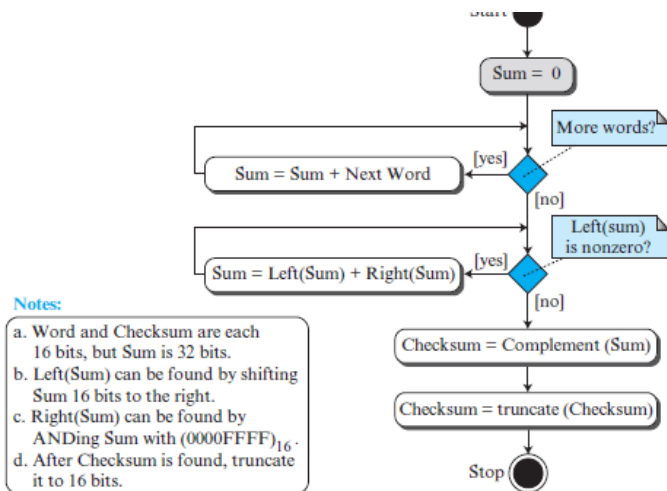 Start
Sum = 0
More words?
[yes]
Sum = Sum + Next Word
[no]
Left(sum)
is nonzero?
[yes]
Sum = Left(Sum) + Right(Sum)
[no]
Notes:
a. Word and Checksum are each
16 bits, but Sum is 32 bits.
b. Left(Sum) can be found by shifting
Sum 16 bits to the right.
c. Right(Sum) can be found by
ANDing Sum with (0000FFFF)16.
d. After Checksum is found, truncate
it to 16 bits.
Checksum = Complement (Sum)
Checksum = truncate (Checksum)
Stop